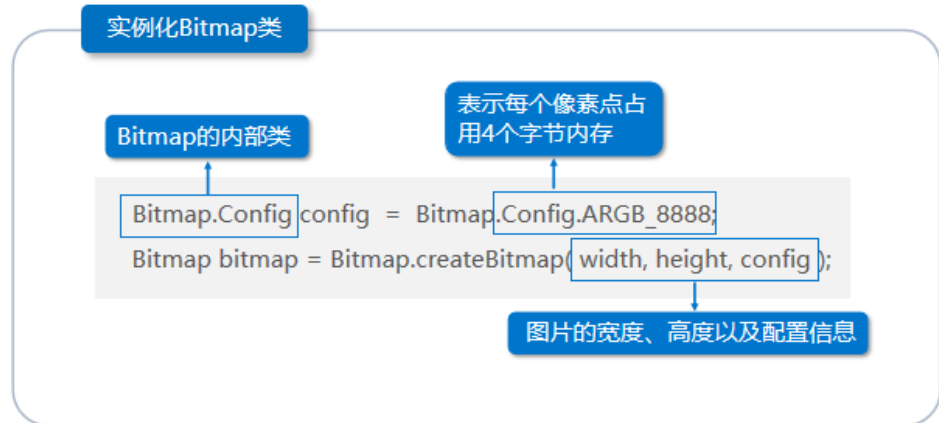 实例化Bitmap类
表示每个像素点占
用4个字节内存
Bitmap的内部类
Bitmap.Config config = Bitmap.Config.ARGB_8888;
Bitmap bitmap = Bitmap.createBitmap( width, height, config );
图片的宽度、高度以及配置信息